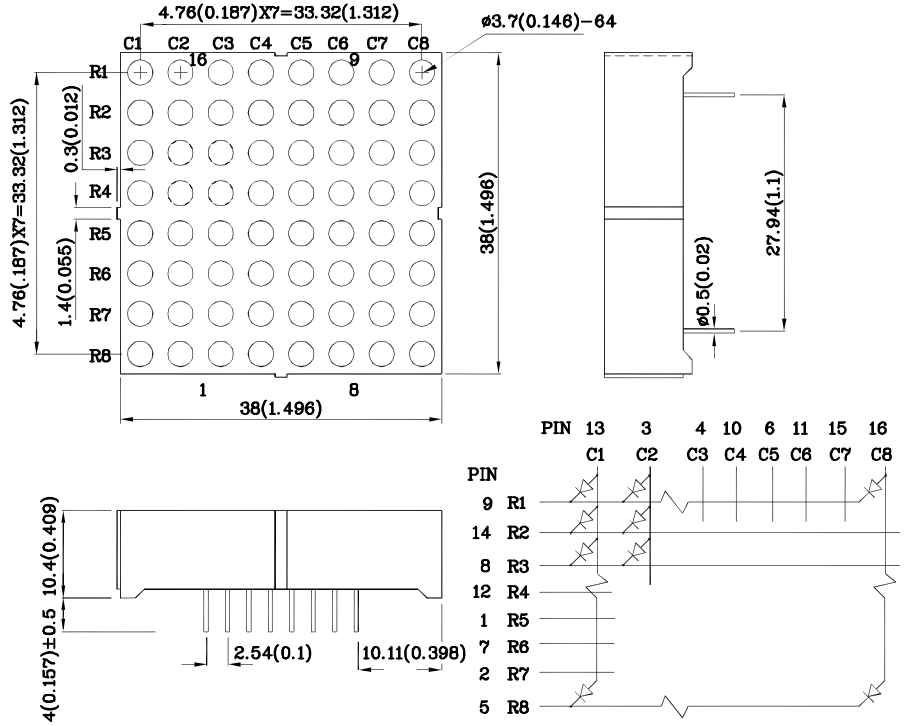 4.76(0.187)X7=33.32(1.312)
ø3.7(0.146)-64
C1 C2 C3 C4 C5 C6 C7 C8
16 9
R1
R2
R3
R4
R5
R6
R7
R8
4.76(.187)X7=33.32(1.312)
0.3(0.012)
1.4(0.055)
38(1.496)
27.94(1.1)
ø0.5(0.02)
1 8
38(1.496)
PIN 13 3 4 10 6 11 15 16
C1 C2 C3 C4 C5 C6 C7 C8
PIN
9 R1
14 R2
8 R3
12 R4
1 R5
7 R6
2 R7
5 R8
10.4(0.409)
4(0.157)±0.5
2.54(0.1)
10.11(0.398)